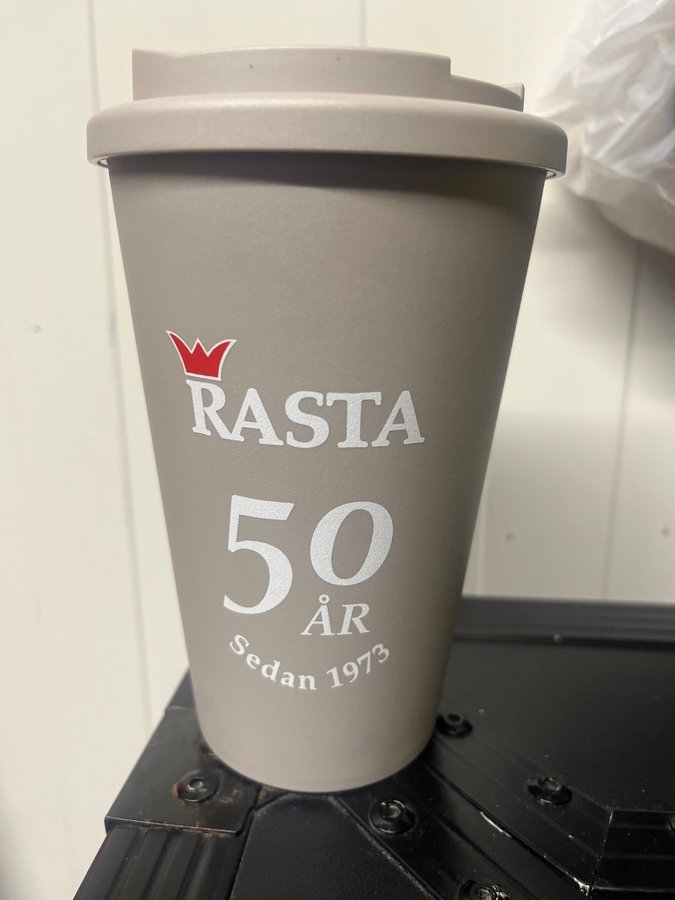 RASTA
50
ÅR
Sedan 1973